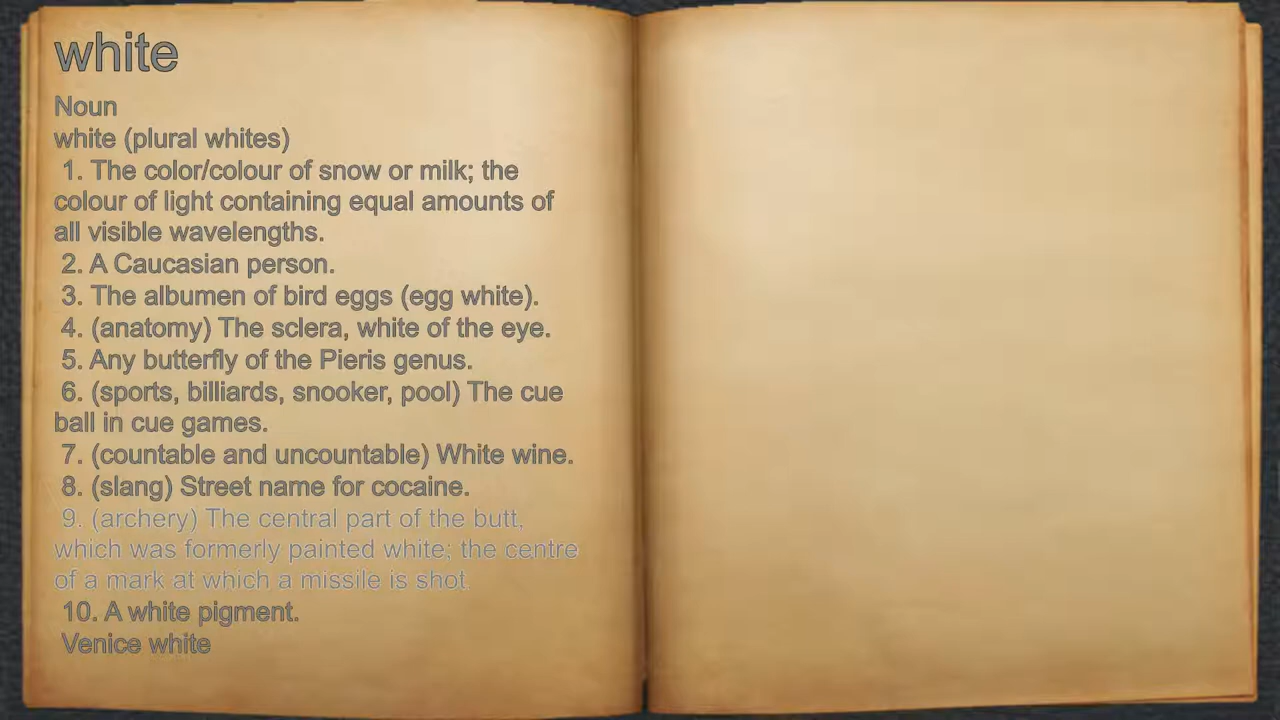 white
Noun
white (plural whites)
1. The color/colour of snow or milk; the
colour of light containing equal amounts of
all visible wavelengths.
2. A Caucasian person.
3. The albumen of bird eggs (egg white).
4. (anatomy) The sclera, white of the eye.
5. Any butterfly of the Pieris genus.
6. (sports, billiards, snooker, pool) The cue
ball in cue games.
7. (countable and uncountable) White wine.
8. (slang) Street name for cocaine.
9. (archery) The central part of the butt,
which was formerly painted white; the centre
of a mark at which a missile is shot.
10. A white pigment.
Venice white